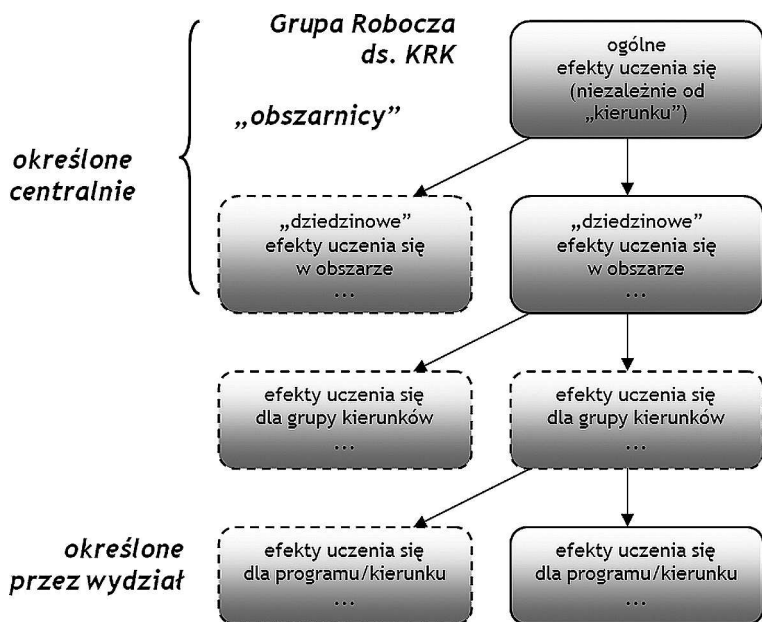 Grupa Robocza
ds. KRK
ogólne
efekty uczenia się
(niezależnie od
„kierunku”)
„obszarnicy”
określone
centralnie
„dziedzinowe”
efekty uczenia się
w obszarze
...
„dziedzinowe”
efekty uczenia się
w obszarze
...
efekty uczenia się
dla grupy kierunków
...
efekty uczenia się
dla grupy kierunków
...
określone
przez wydział
efekty uczenia się
dla programu/kierunku
...
efekty uczenia się
dla programu/kierunku
...